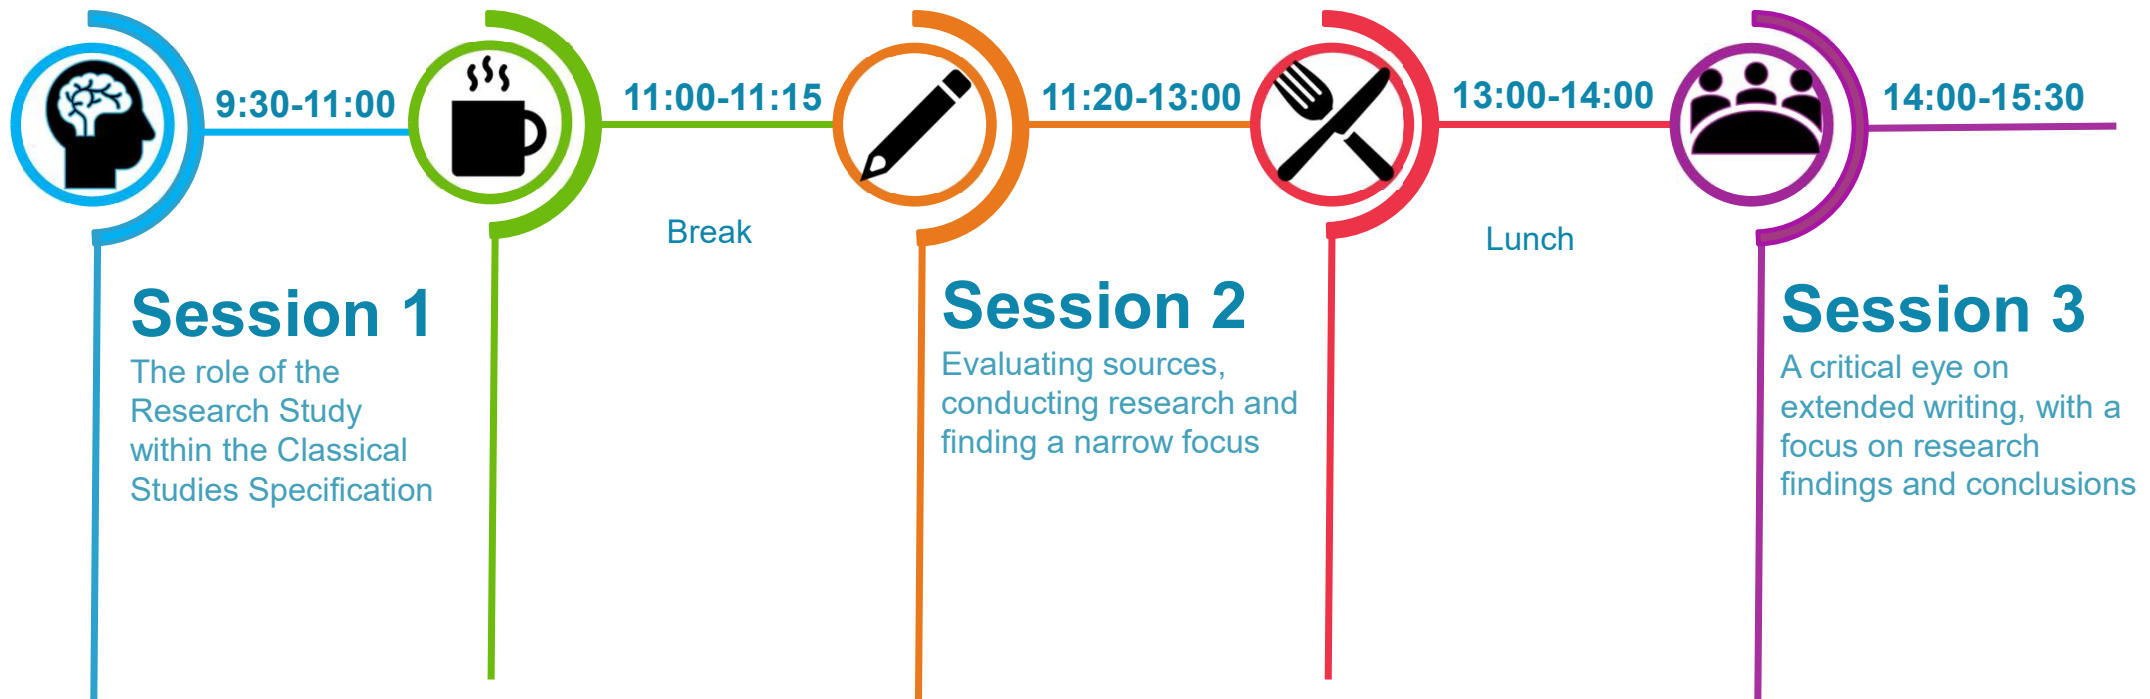 9:30-11:00
11:00-11:15
11:20-13:00
13:00-14:00
14:00-15:30
Break
Lunch
Session 1
The role of the
Research Study
within the Classical
Studies Specification
Session 2
Evaluating sources,
conducting research and
finding a narrow focus
Session 3
A critical eye on
extended writing, with a
focus on research
findings and conclusions